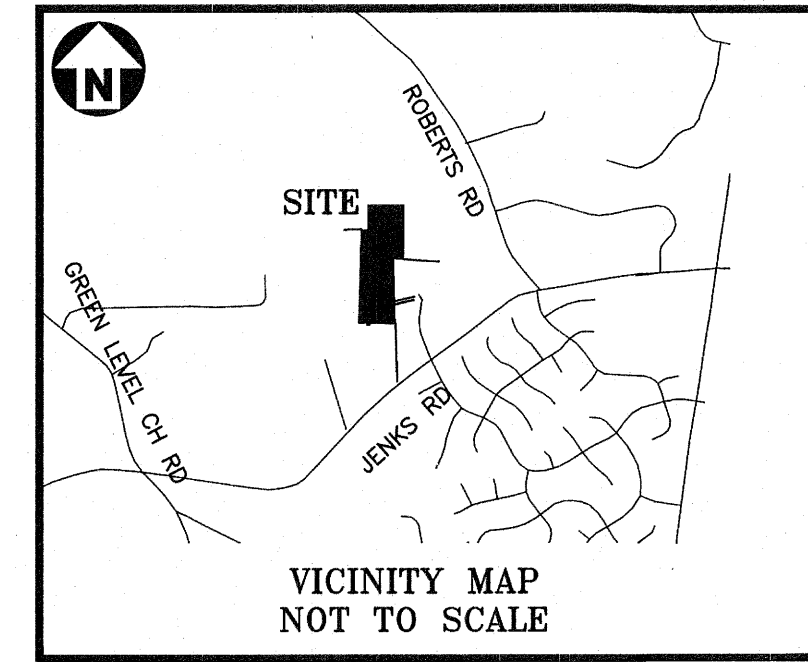 N
ROBERTS RD
SITE
GREEN LEVEL CH RD
JENKS RD
VICINITY MAP
NOT TO SCALE